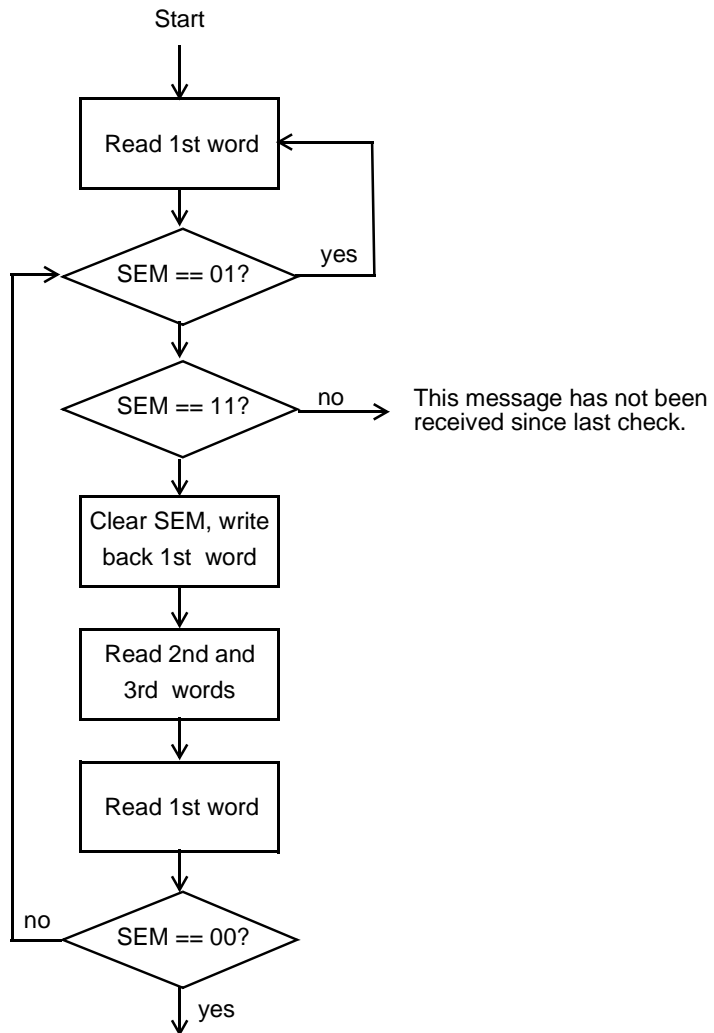 Start
Read 1st word
SEM == 01?
yes
SEM == 11?
no
This message has not been
received since last check.
Clear SEM, write
back 1st word
Read 2nd and
3rd words
Read 1st word
SEM == 00?
no
yes